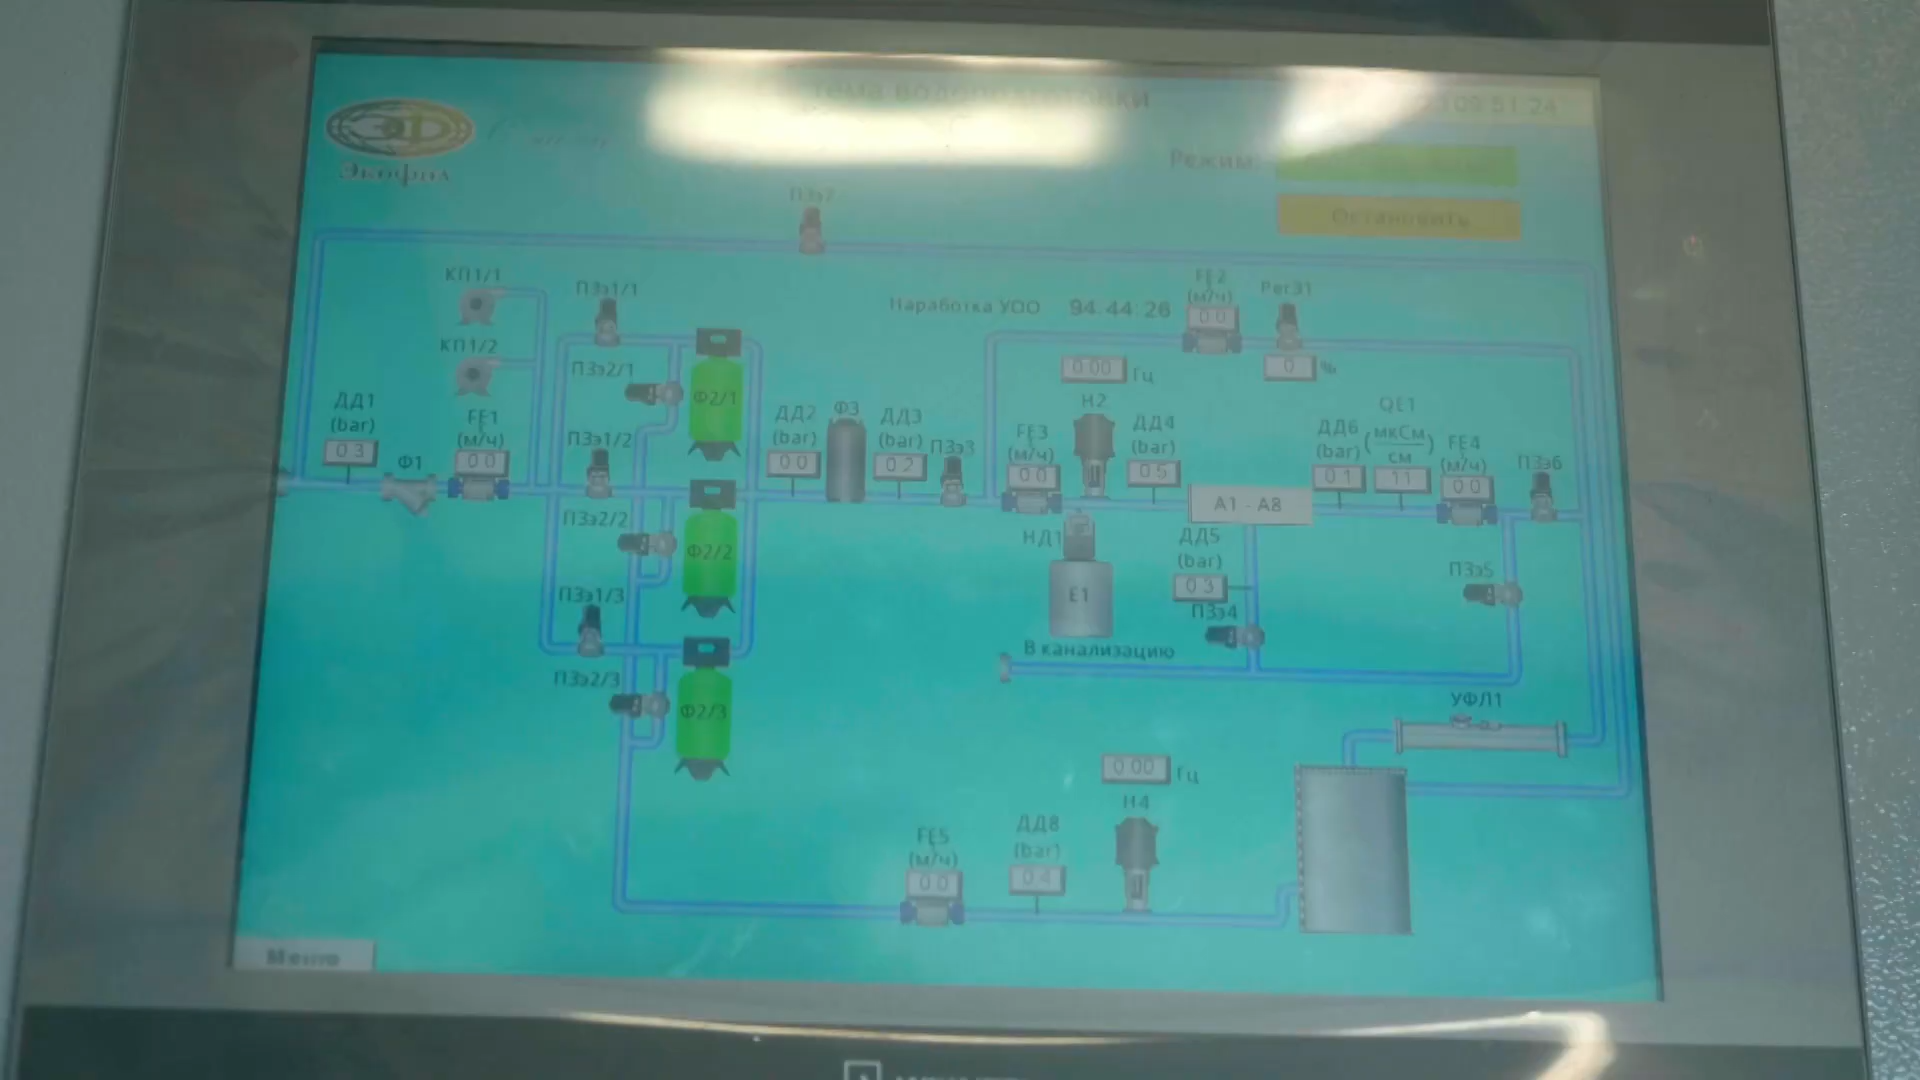 09:51:24
Экофил
Режим:
Остановить
ПЗэ7
КП1/1
ПЗэ1/1
Наработка УОО 94:44:26
FE2
(м/ч)
0.0
Рег31
0 %
КП1/2
ПЗэ2/1
Ф2/1
0.00 Гц
Н2
ДД1
(bar)
0.3
Ф1
FE1
(м/ч)
0.0
ПЗэ1/2
ДД2
(bar)
0.0
Ф3
ДД3
(bar)
0.2
ПЗэ3
FE3
(м/ч)
0.0
ДД4
(bar)
0.5
А1 - А8
ДД6
(bar)
0.1
QE1
(мкСм/см)
11
FE4
(м/ч)
0.0
ПЗэ6
ПЗэ2/2
Ф2/2
НД1
Е1
ДД5
(bar)
0.3
ПЗэ4
ПЗэ5
ПЗэ1/3
В канализацию
ПЗэ2/3
Ф2/3
УФЛ1
0.00 Гц
Н4
FE5
(м/ч)
0.0
ДД8
(bar)
0.4
Меню